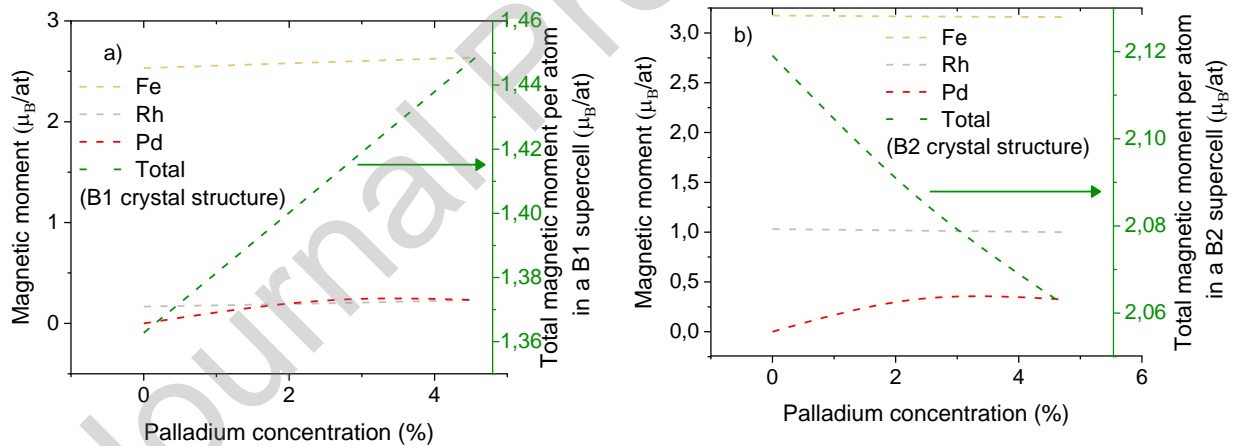 a)
Fe
Rh
Pd
Total
(B1 crystal structure)
3
2
1
0
Magnetic moment (μB/at)
0
2
4
Palladium concentration (%)
1,46
1,44
1,42
1,40
1,38
1,36
Total magnetic moment per atom
in a B1 supercell (μB/at)
b)
Fe
Rh
Pd
Total
(B2 crystal structure)
3,0
2,5
2,0
1,5
1,0
0,5
0,0
Magnetic moment (μB/at)
0
2
4
6
Palladium concentration (%)
2,12
2,10
2,08
2,06
Total magnetic moment per atom
in a B2 supercell (μB/at)
Journal Pr